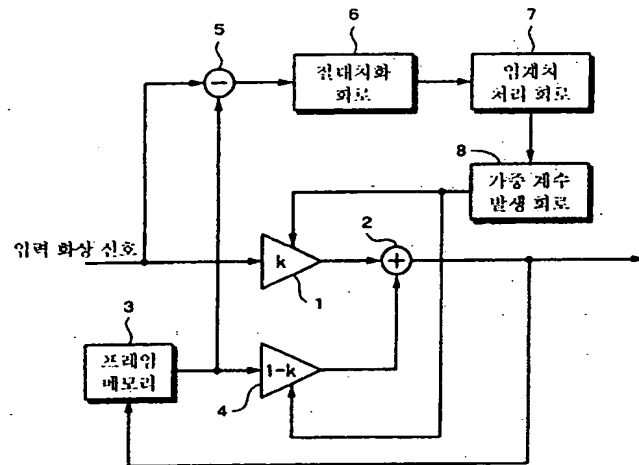 5
6
7
절대치화
회로
임계치
처리 회로
8
가중 계수
발생 회로
−
입력 화상 신호
k
1
2
+
3
프레임
메모리
1-k
4